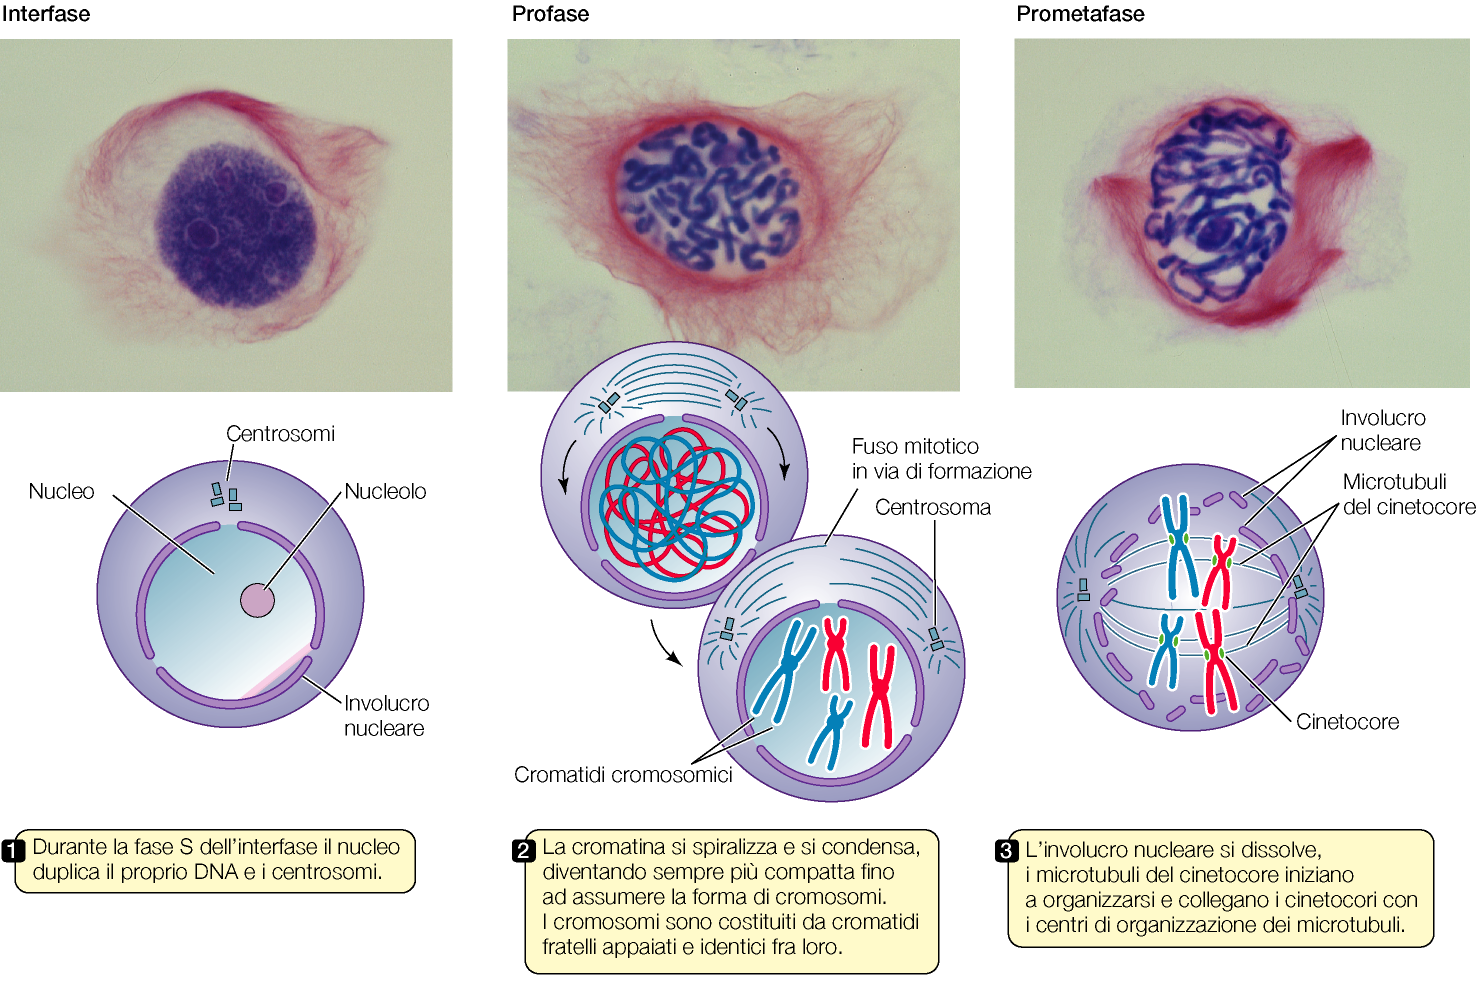 Interfase
Profase
Prometafase
Centrosomi
Nucleo
Nucleolo
Involucro
nucleare
Fuso mitotico
in via di formazione
Centrosoma
Cromatidi cromosomici
Involucro
nucleare
Microtubuli
del cinetocore
Cinetocore
1 Durante la fase S dell'interfase il nucleo
duplica il proprio DNA e i centrosomi.
2 La cromatina si spiralizza e si condensa,
diventando sempre più compatta fino
ad assumere la forma di cromosomi.
I cromosomi sono costituiti da cromatidi
fratelli appaiati e identici fra loro.
3 L'involucro nucleare si dissolve,
i microtubuli del cinetocore iniziano
a organizzarsi e collegano i cinetocori con
i centri di organizzazione dei microtubuli.